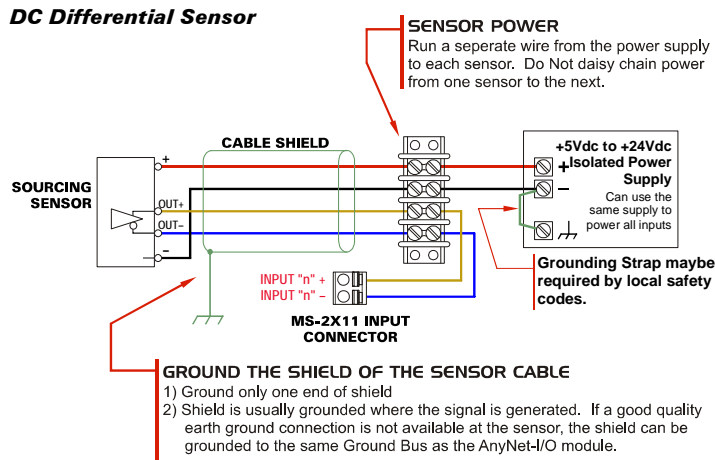 DC Differential Sensor
SENSOR POWER
Run a seperate wire from the power supply
to each sensor. Do Not daisy chain power
from one sensor to the next.
CABLE SHIELD
+5Vdc to +24Vdc
Isolated Power
Supply
Can use the
same supply to
power all inputs
+
–
SOURCING
SENSOR
+
OUT+
OUT–
–
INPUT "n" +
INPUT "n" –
MS-2X11 INPUT
CONNECTOR
Grounding Strap maybe
required by local safety
codes.
GROUND THE SHIELD OF THE SENSOR CABLE
1) Ground only one end of shield
2) Shield is usually grounded where the signal is generated. If a good quality
earth ground connection is not available at the sensor, the shield can be
grounded to the same Ground Bus as the AnyNet-I/O module.